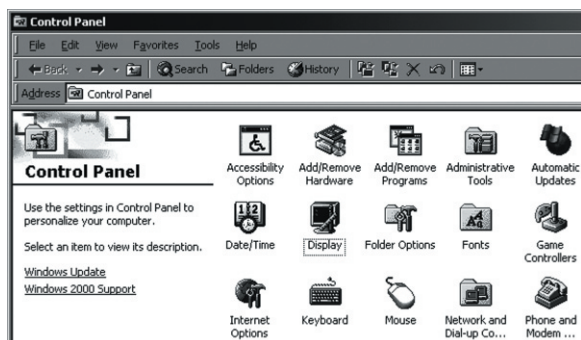 Control Panel
File Edit View Favorites Tools Help
Back Search Folders History
Address Control Panel
Control Panel
Use the settings in Control Panel to
personalize your computer.
Select an item to view its description.
Windows Update
Windows 2000 Support
Accessibility Add/Remove Add/Remove Administrative Automatic
Options Hardware Programs Tools Updates
12
Date/Time Display Folder Options Fonts Game
Controllers
Internet Keyboard Mouse Network and Phone and
Options Dial-up Co... Modem ...